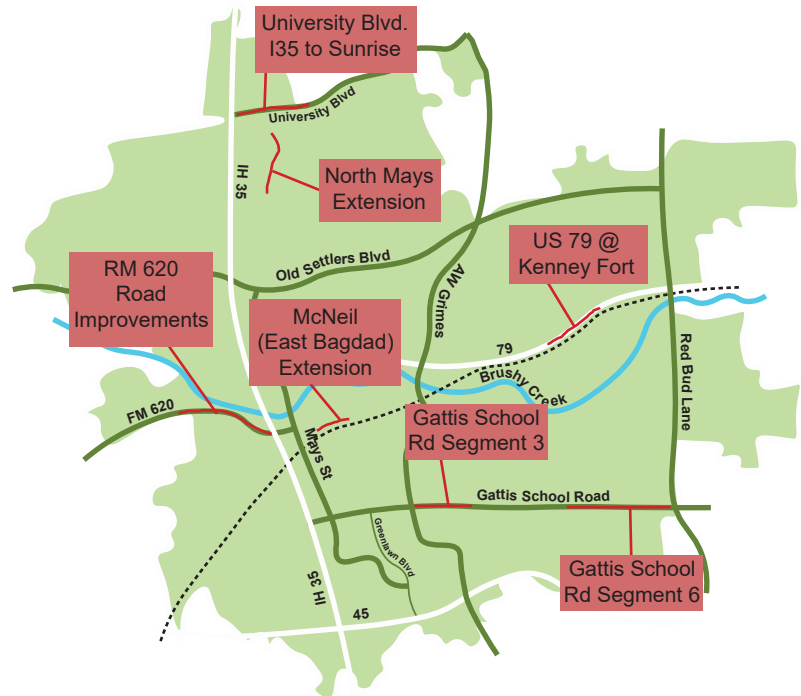 University Blvd.
I35 to Sunrise
University Blvd
IH 35
North Mays
Extension
AW Grimes
Old Settlers Blvd
US 79 @
Kenney Fort
RM 620
Road
Improvements
McNeil
(East Bagdad)
Extension
79
Brushy Creek
Red Bud Lane
FM 620
Mays St
Gattis School
Rd Segment 3
Gattis School Road
Greenlawn Blvd
Gattis School
Rd Segment 6
IH 35
45